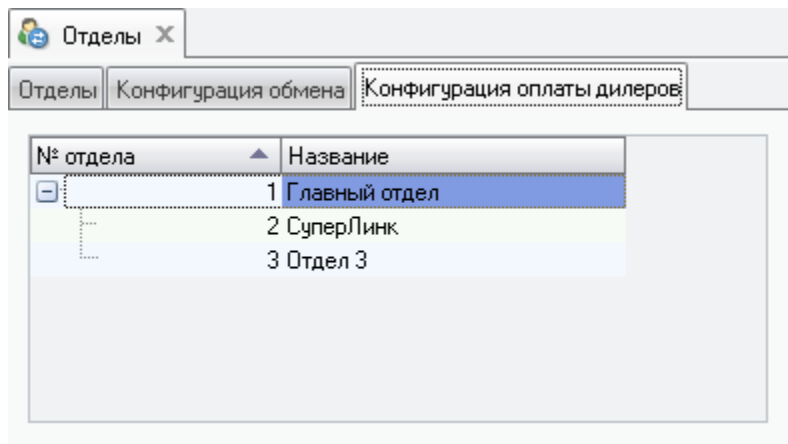 Отделы
Отделы Конфигурация обмена Конфигурация оплаты дилеров
№ отдела Название
1 Главный отдел
2 СуперЛинк
3 Отдел 3